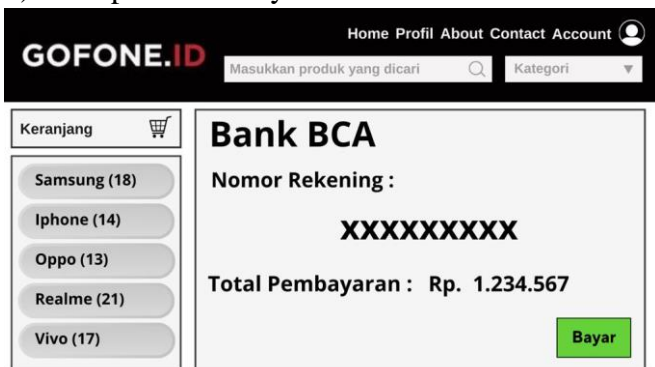 Home Profil About Contact Account
GOFONE.ID
Masukkan produk yang dicari
Kategori
Keranjang
Samsung (18)
Iphone (14)
Oppo (13)
Realme (21)
Vivo (17)
Bank BCA
Nomor Rekening :
XXXXXXXXX
Total Pembayaran : Rp. 1.234.567
Bayar